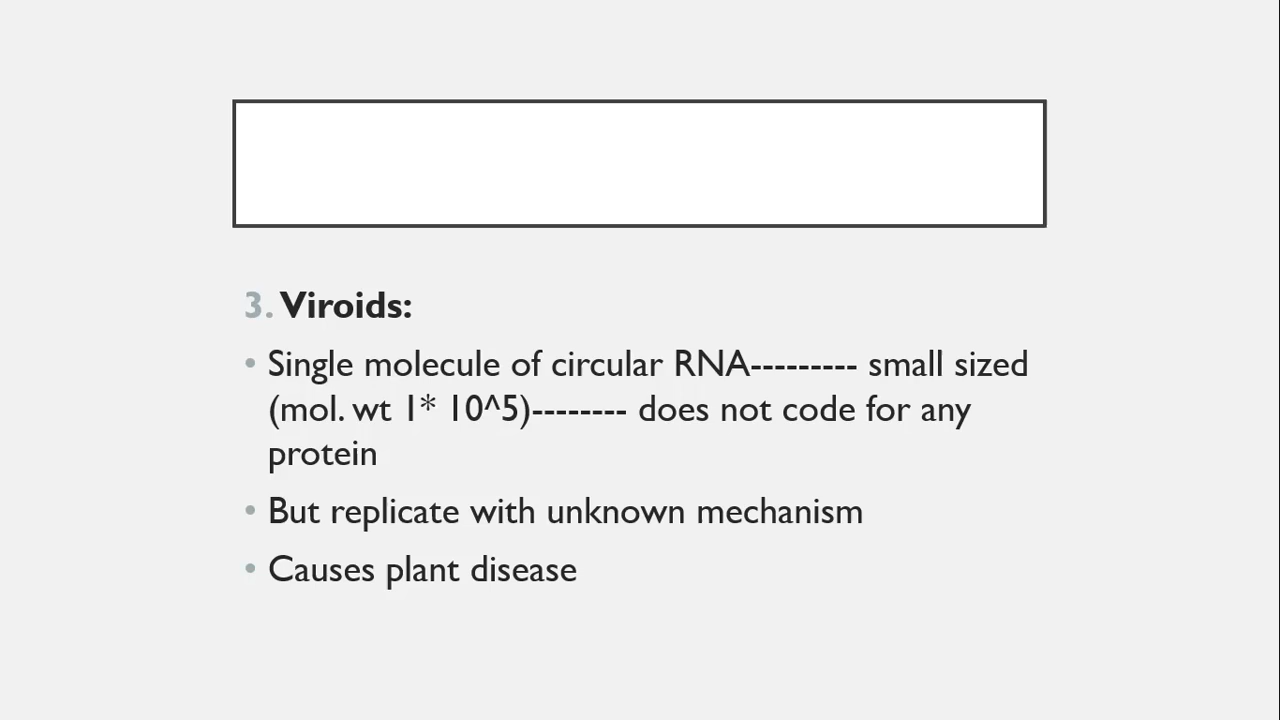 3. Viroids:
• Single molecule of circular RNA--------- small sized
(mol. wt 1* 10^5)-------- does not code for any
protein
• But replicate with unknown mechanism
• Causes plant disease